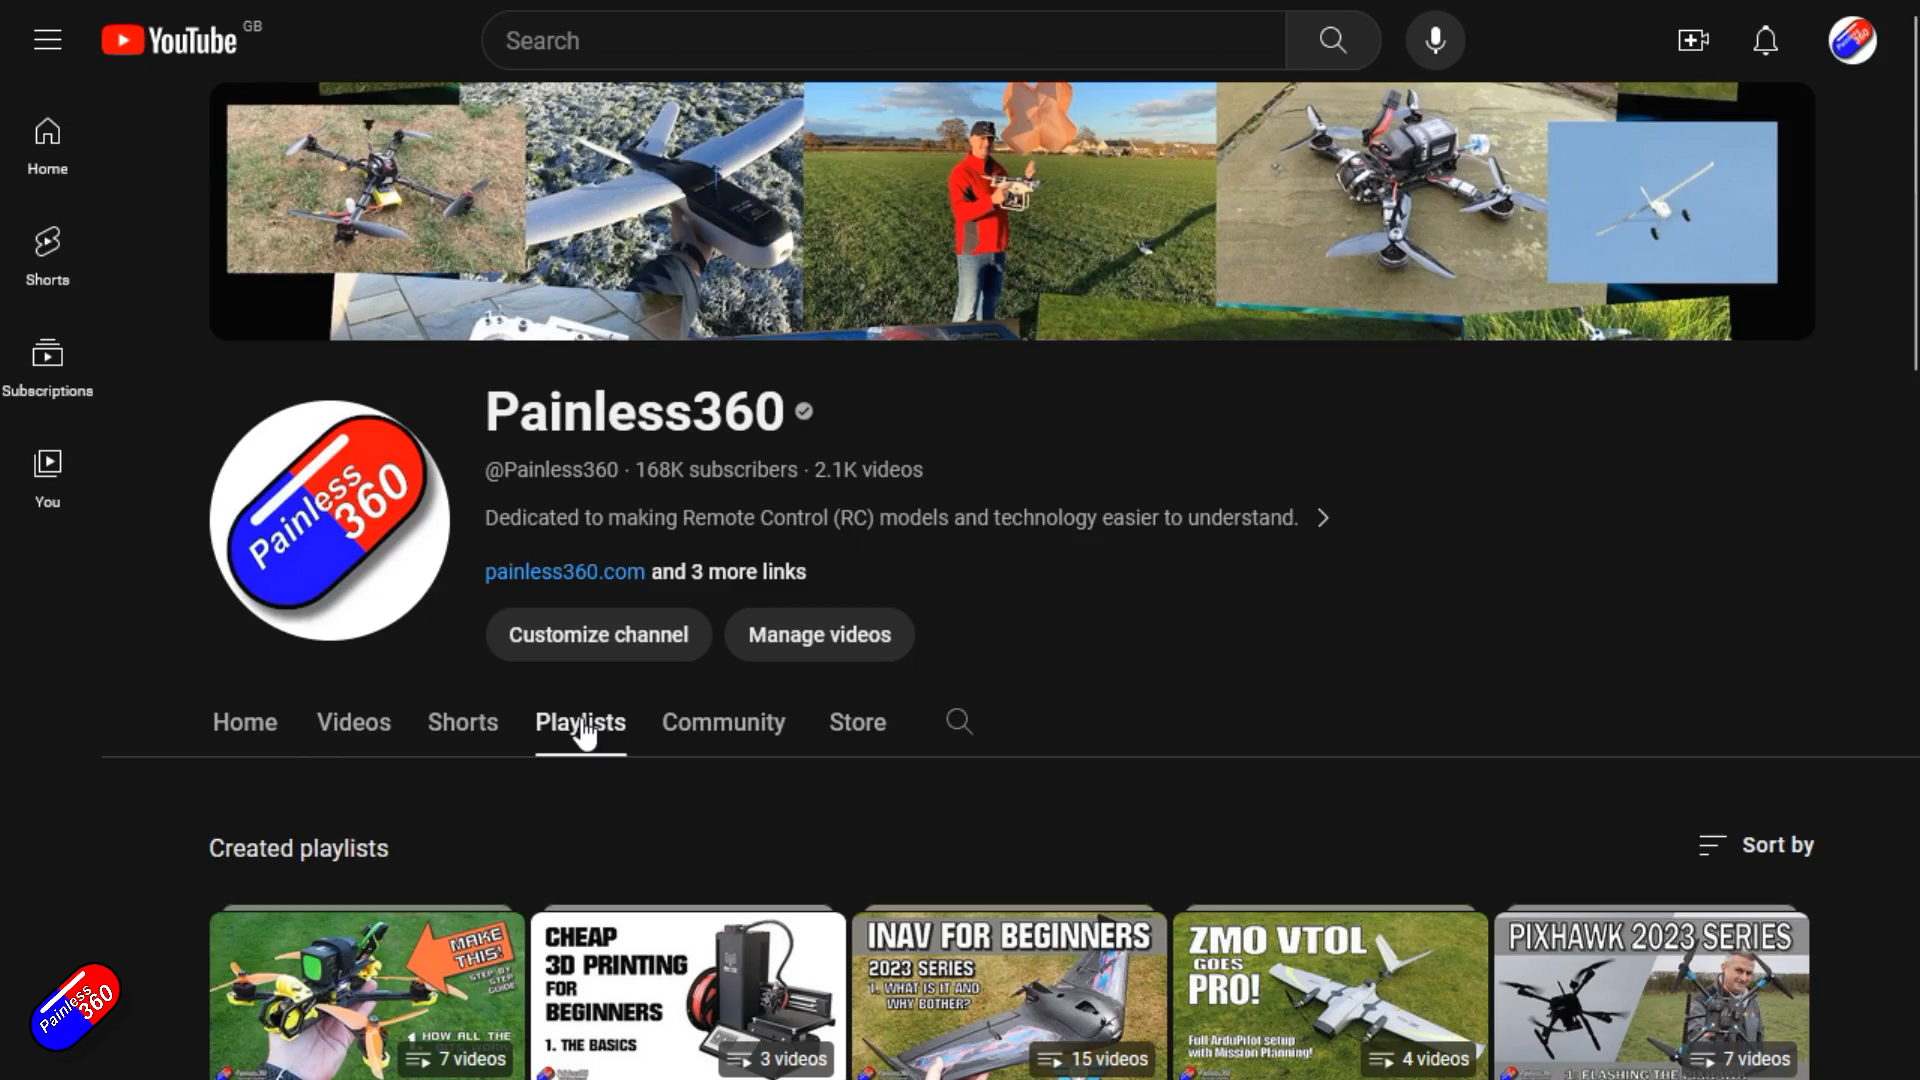 YouTube GB
Search
Home
Shorts
Subscriptions
You
Painless 360
Painless360
@Painless360 · 168K subscribers · 2.1K videos
Dedicated to making Remote Control (RC) models and technology easier to understand.
painless360.com and 3 more links
Customize channel
Manage videos
Home
Videos
Shorts
Playlists
Community
Store
Created playlists
Sort by
MAKE
THIS!
STEP BY
STEP
GUIDE
1. HOW ALL THE
7 videos
CHEAP
3D PRINTING
FOR
BEGINNERS
1. THE BASICS
3 videos
INAV FOR BEGINNERS
2023 SERIES
1. WHAT IS IT AND
WHY BOTHER?
15 videos
ZMO VTOL
GOES
PRO!
Full ArduPilot setup
with Mission Planning!
4 videos
PIXHAWK 2023 SERIES
1. FLASHING THE
7 videos
Painless 360